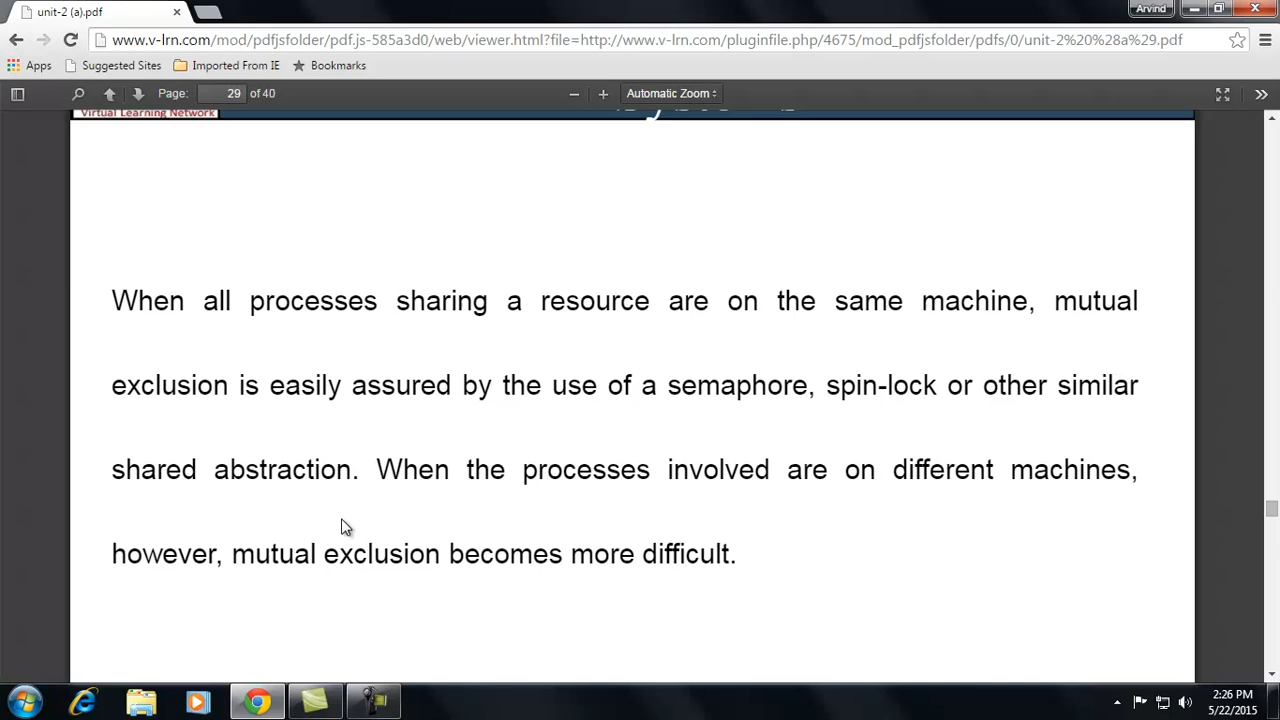 unit-2 (a).pdf
Arvind
www.v-lrn.com/mod/pdfjsfolder/pdf.js-585a3d0/web/viewer.html?file=http://www.v-lrn.com/pluginfile.php/4675/mod_pdfjsfolder/pdfs/0/unit-2%20%28a%29.pdf
Apps Suggested Sites Imported From IE Bookmarks
Page: 29 of 40 Automatic Zoom
Virtual Learning Network
When all processes sharing a resource are on the same machine, mutual
exclusion is easily assured by the use of a semaphore, spin-lock or other similar
shared abstraction. When the processes involved are on different machines,
however, mutual exclusion becomes more difficult.
2:26 PM
5/22/2015